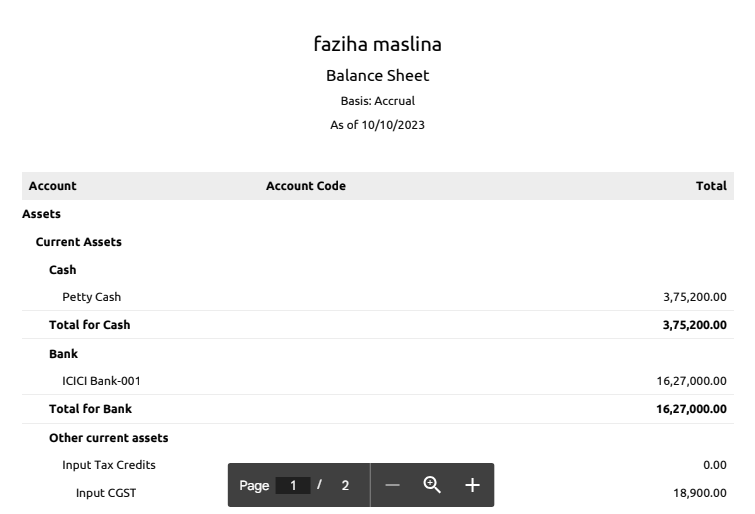 faziha maslina
Balance Sheet
Basis: Accrual
As of 10/10/2023
Account Account Code Total
Assets
Current Assets
Cash
Petty Cash 3,75,200.00
Total for Cash 3,75,200.00
Bank
ICICI Bank-001 16,27,000.00
Total for Bank 16,27,000.00
Other current assets
Input Tax Credits 0.00
Input CGST 18,900.00
Page 1 / 2